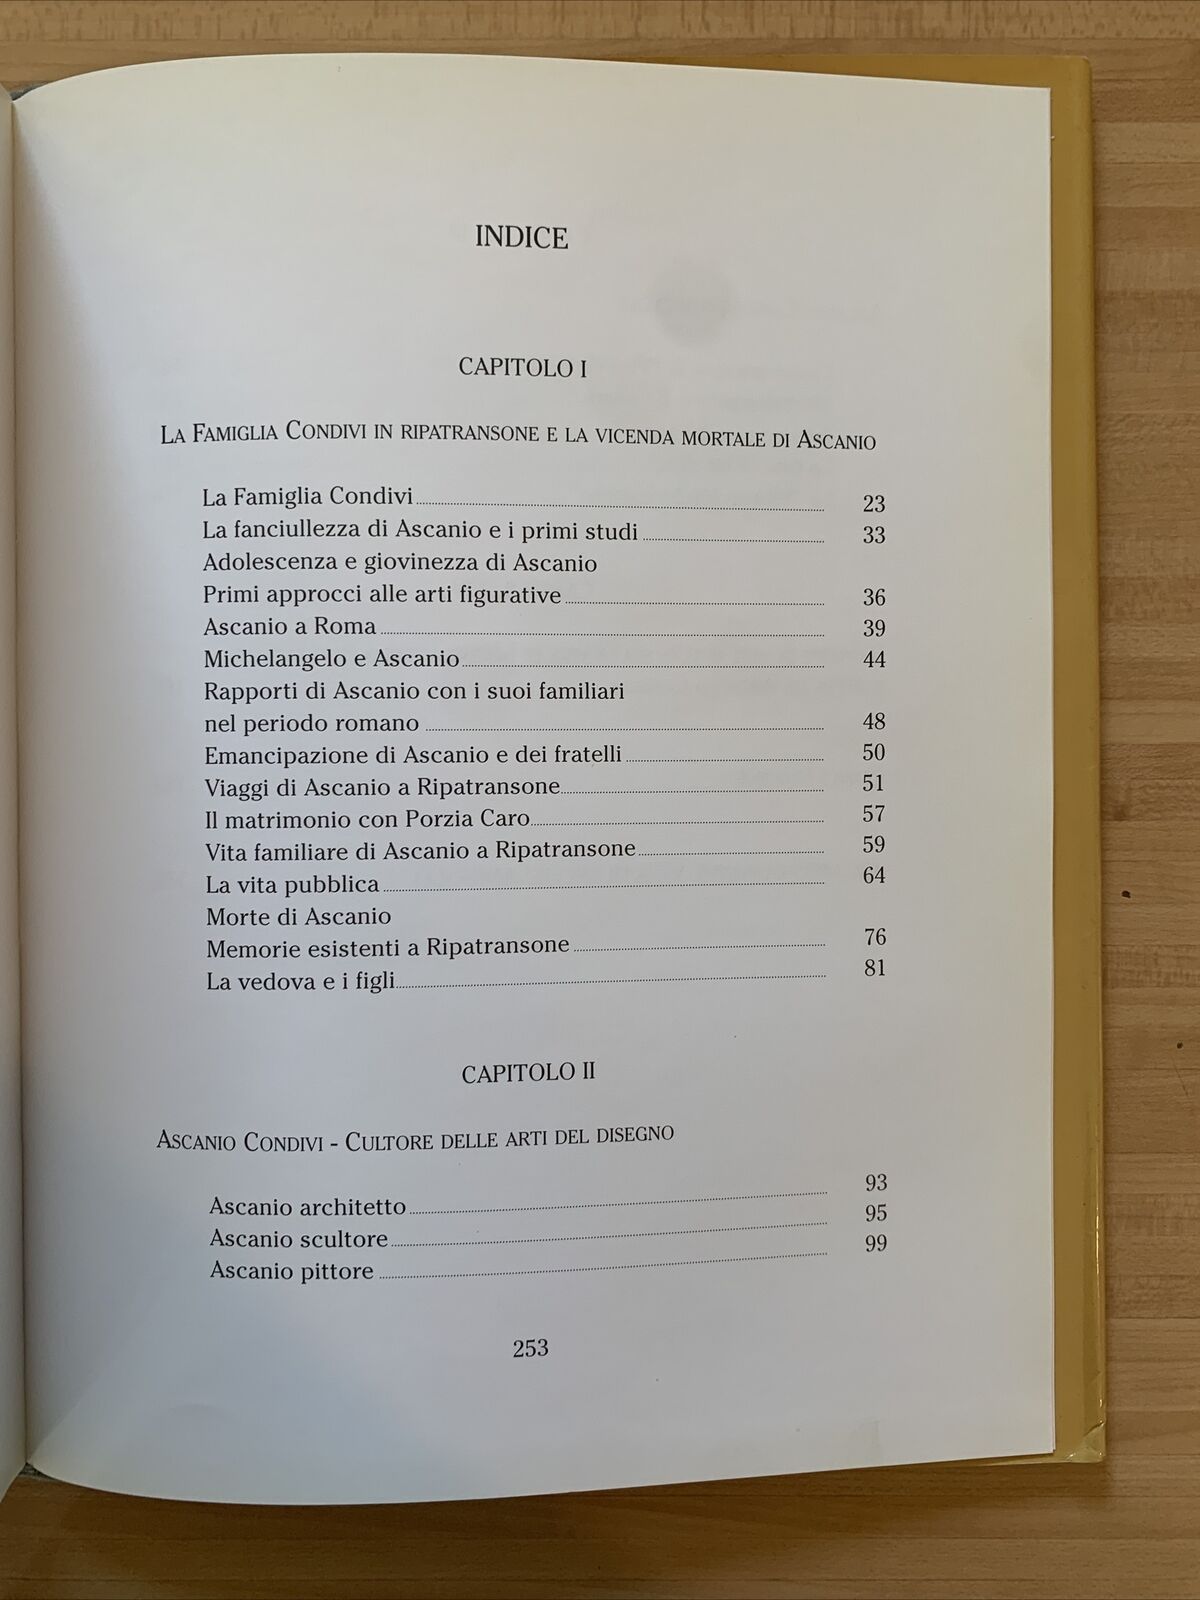 INDICE
CAPITOLO I
LA FAMIGLIA CONDIVI IN RIPATRANSONE E LA VICENDA MORTALE DI ASCANIO
La Famiglia Condivi 23
La fanciullezza di Ascanio e i primi studi 33
Adolescenza e giovinezza di Ascanio
Primi approcci alle arti figurative 36
Ascanio a Roma 39
Michelangelo e Ascanio 44
Rapporti di Ascanio con i suoi familiari
nel periodo romano 48
Emancipazione di Ascanio e dei fratelli 50
Viaggi di Ascanio a Ripatransone 51
Il matrimonio con Porzia Caro 57
Vita familiare di Ascanio a Ripatransone 59
La vita pubblica 64
Morte di Ascanio
Memorie esistenti a Ripatransone 76
La vedova e i figli 81
CAPITOLO II
ASCANIO CONDIVI - CULTORE DELLE ARTI DEL DISEGNO
Ascanio architetto 93
Ascanio scultore 95
Ascanio pittore 99
253